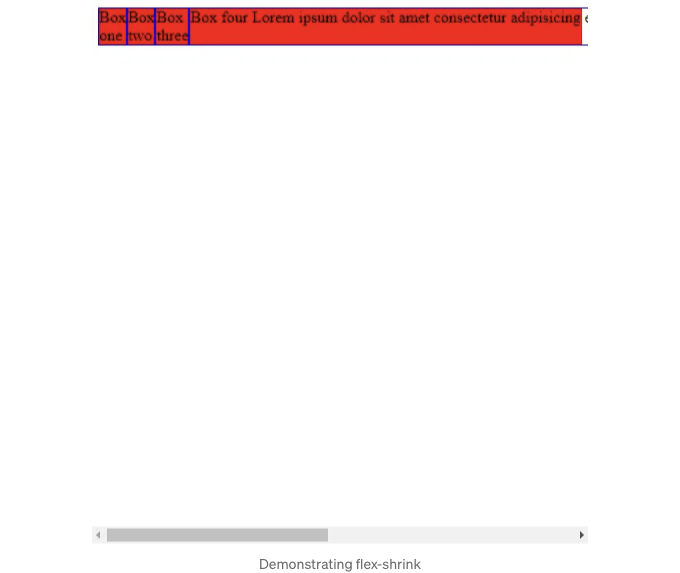 Box Box Box Box four Lorem ipsum dolor sit amet consectetur adipisicing
one two three
Demonstrating flex-shrink